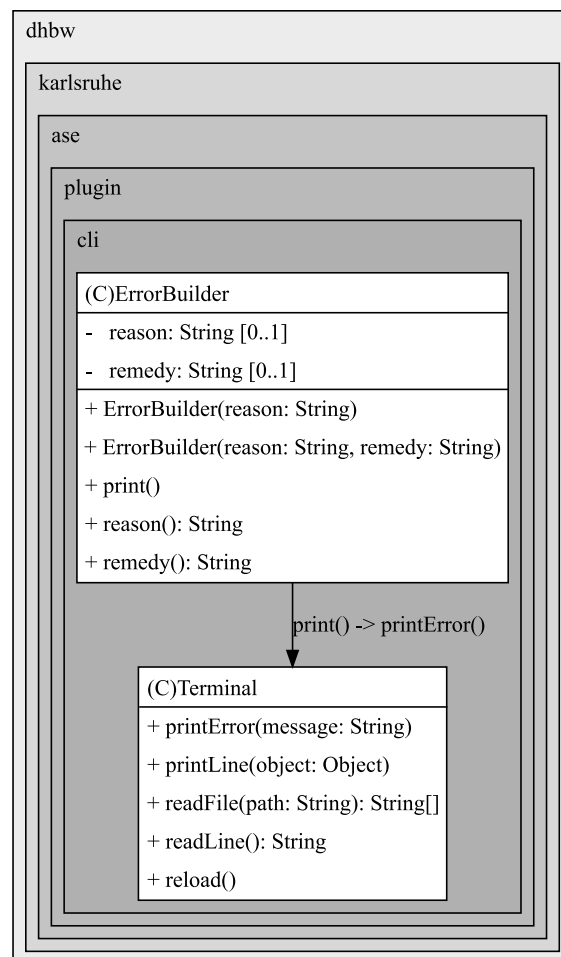 dhbw
karlsruhe
ase
plugin
cli
(C)ErrorBuilder
- reason: String [0..1]
- remedy: String [0..1]
+ ErrorBuilder(reason: String)
+ ErrorBuilder(reason: String, remedy: String)
+ print()
+ reason(): String
+ remedy(): String
print() -> printError()
(C)Terminal
+ printError(message: String)
+ printLine(object: Object)
+ readFile(path: String): String[]
+ readLine(): String
+ reload()